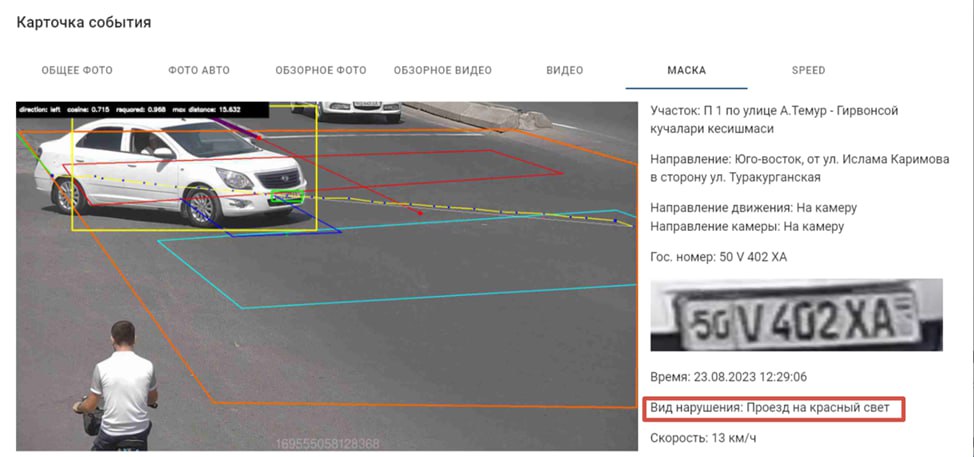 Карточка события
ОБЩЕЕ ФОТО
ФОТО АВТО
ОБЗОРНОЕ ФОТО
ОБЗОРНОЕ ВИДЕО
ВИДЕО
МАСКА
SPEED
direction: left cosine: 0.715 rsquared: 0.968 max distance: 15.632
Участок: П 1 по улице А.Темур - Гирвонсой
кучалари кесишмаси
Направление: Юго-восток, от ул. Ислама Каримова
в сторону ул. Туракурганская
Направление движения: На камеру
Направление камеры: На камеру
Гос. номер: 50 V 402 XA
50 V 402 XA
Время: 23.08.2023 12:29:06
Вид нарушения: Проезд на красный свет
Скорость: 13 км/ч
169555058128368